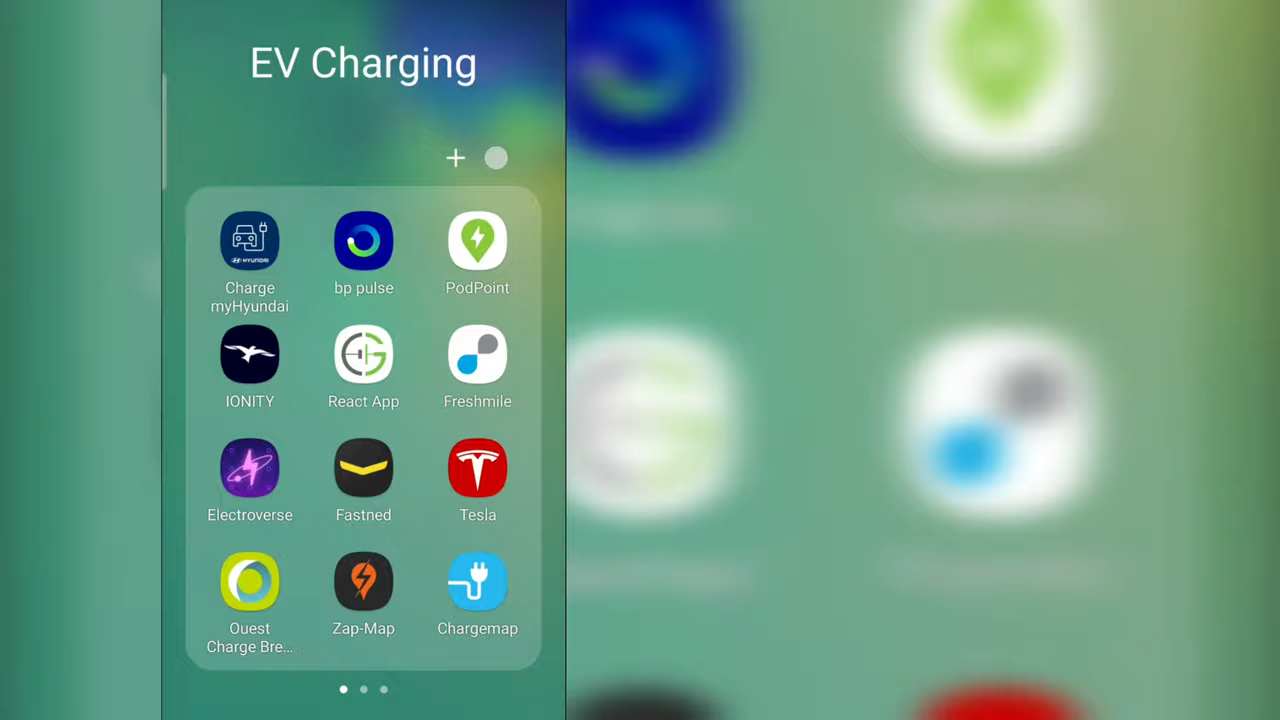 EV Charging
+
HYUNDAI
Charge
myHyundai
bp pulse
PodPoint
IONITY
React App
Freshmile
Electroverse
Fastned
Tesla
Ouest
Charge Bre...
Zap-Map
Chargemap